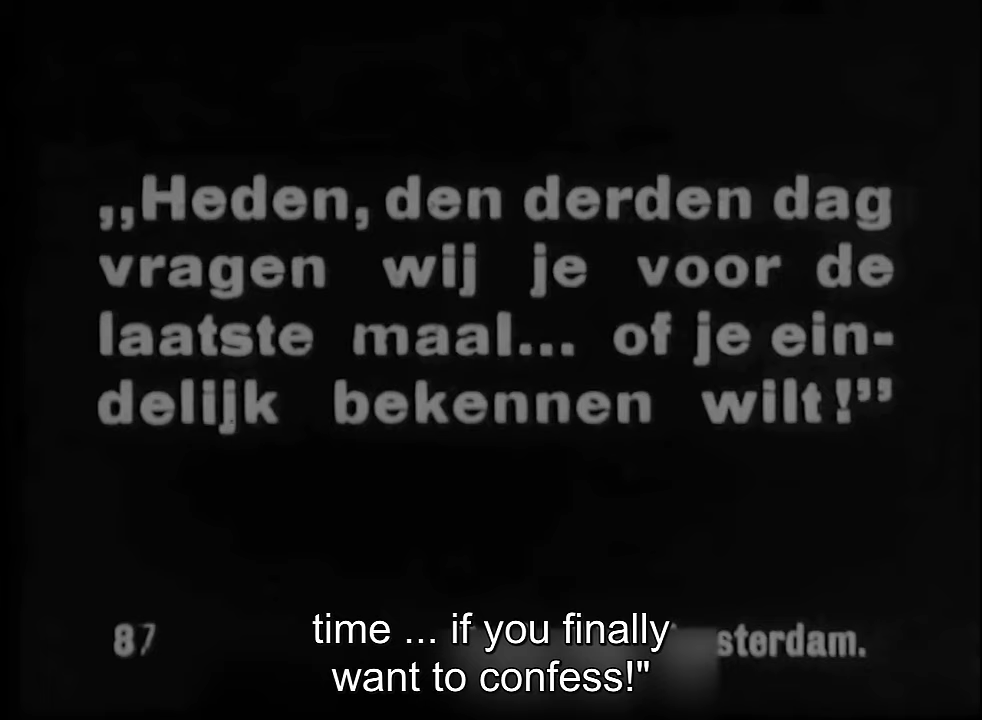 ,,Heden, den derden dag
vragen wij je voor de
laatste maal... of je ein-
delijk bekennen wilt!''
87
sterdam.
time ... if you finally
want to confess!"